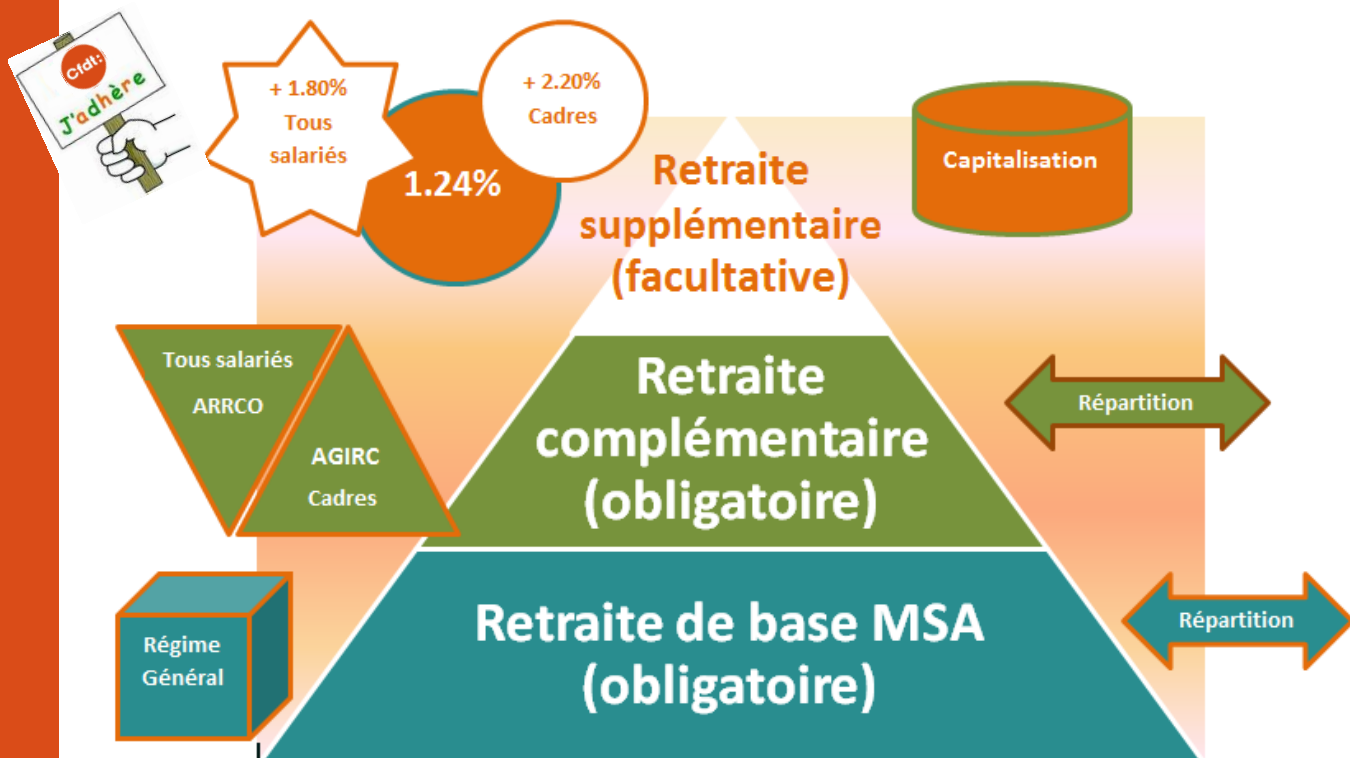 Cfdt:
J'adhère
+ 1.80%
Tous
salariés
1.24%
+ 2.20%
Cadres
Retraite
supplémentaire
(facultative)
Capitalisation
Tous salariés
ARRCO
AGIRC
Cadres
Retraite
complémentaire
(obligatoire)
Répartition
Régime
Général
Retraite de base MSA
(obligatoire)
Répartition